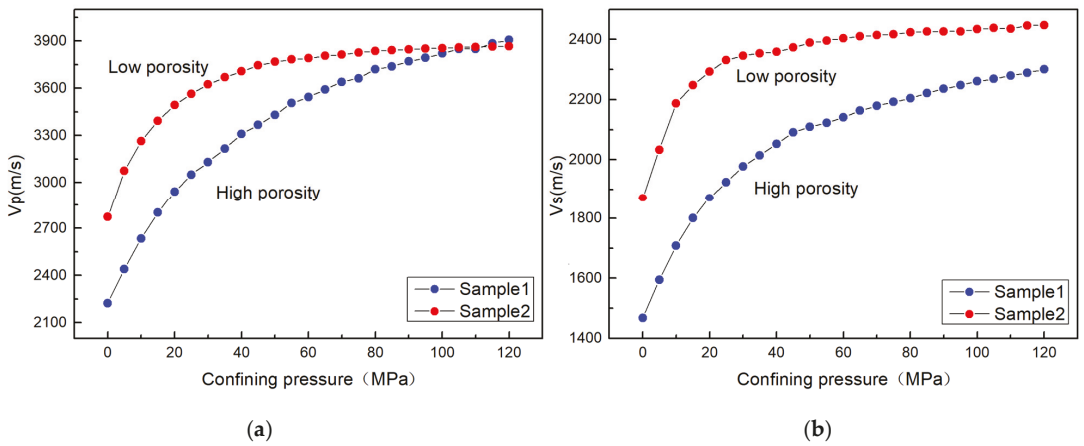 3900
3600
3300
3000
2700
2400
2100
Vp(m/s)
Low porosity
High porosity
Sample1
Sample2
0 20 40 60 80 100 120
Confining pressure（MPa）
(a)
2400
2200
2000
1800
1600
1400
Vs(m/s)
Low porosity
High porosity
Sample1
Sample2
0 20 40 60 80 100 120
Confining pressure（MPa）
(b)